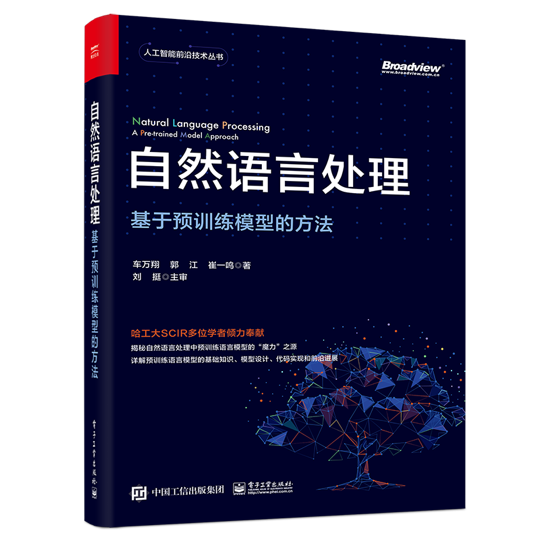 人工智能前沿技术丛书
Broadview®
www.broadview.com.cn
Natural Language Processing
A Pre-trained Model Approach
自然语言处理
基于预训练模型的方法
车万翔 郭 江 崔一鸣◎著
刘 挺◎主审
哈工大SCIR多位学者倾力奉献
揭秘自然语言处理中预训练语言模型的“魔力”之源
详解预训练语言模型的基础知识、模型设计、代码实现和前沿进展
中国工信出版集团
电子工业出版社
http://www.phei.com.cn
自然语言处理
基于预训练模型的方法
电子工业出版社